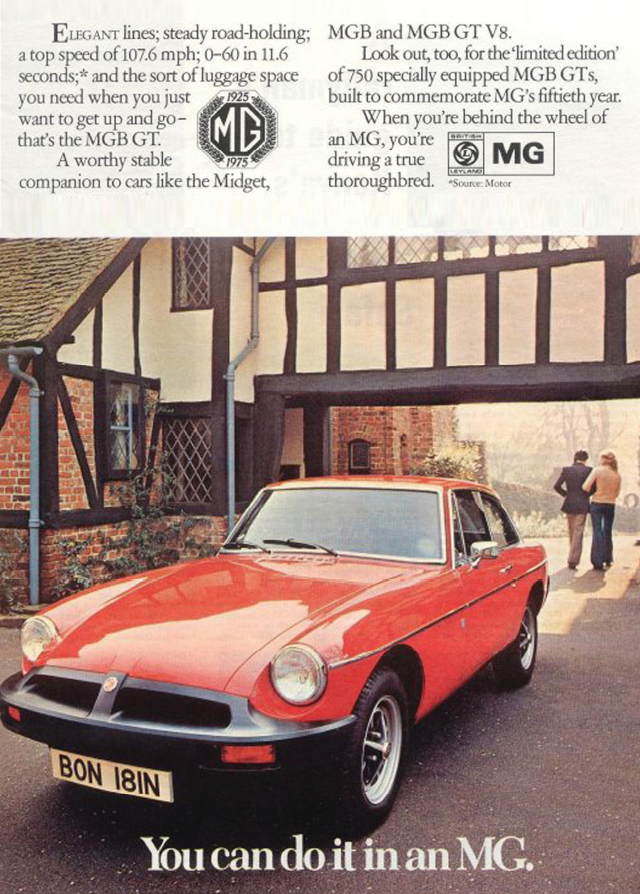 ELEGANT lines; steady road-holding;
a top speed of 107.6 mph; 0–60 in 11.6
seconds;* and the sort of luggage space
you need when you just
want to get up and go –
that's the MGB GT.
A worthy stable
companion to cars like the Midget,
1925
MG
1975
MGB and MGB GT V8.
Look out, too, for the 'limited edition'
of 750 specially equipped MGB GTs,
built to commemorate MG's fiftieth year.
When you're behind the wheel of
an MG, you're
driving a true
thoroughbred.
BRITISH
LEYLAND
MG
*Source: Motor
BON 181N
You can do it in an MG.